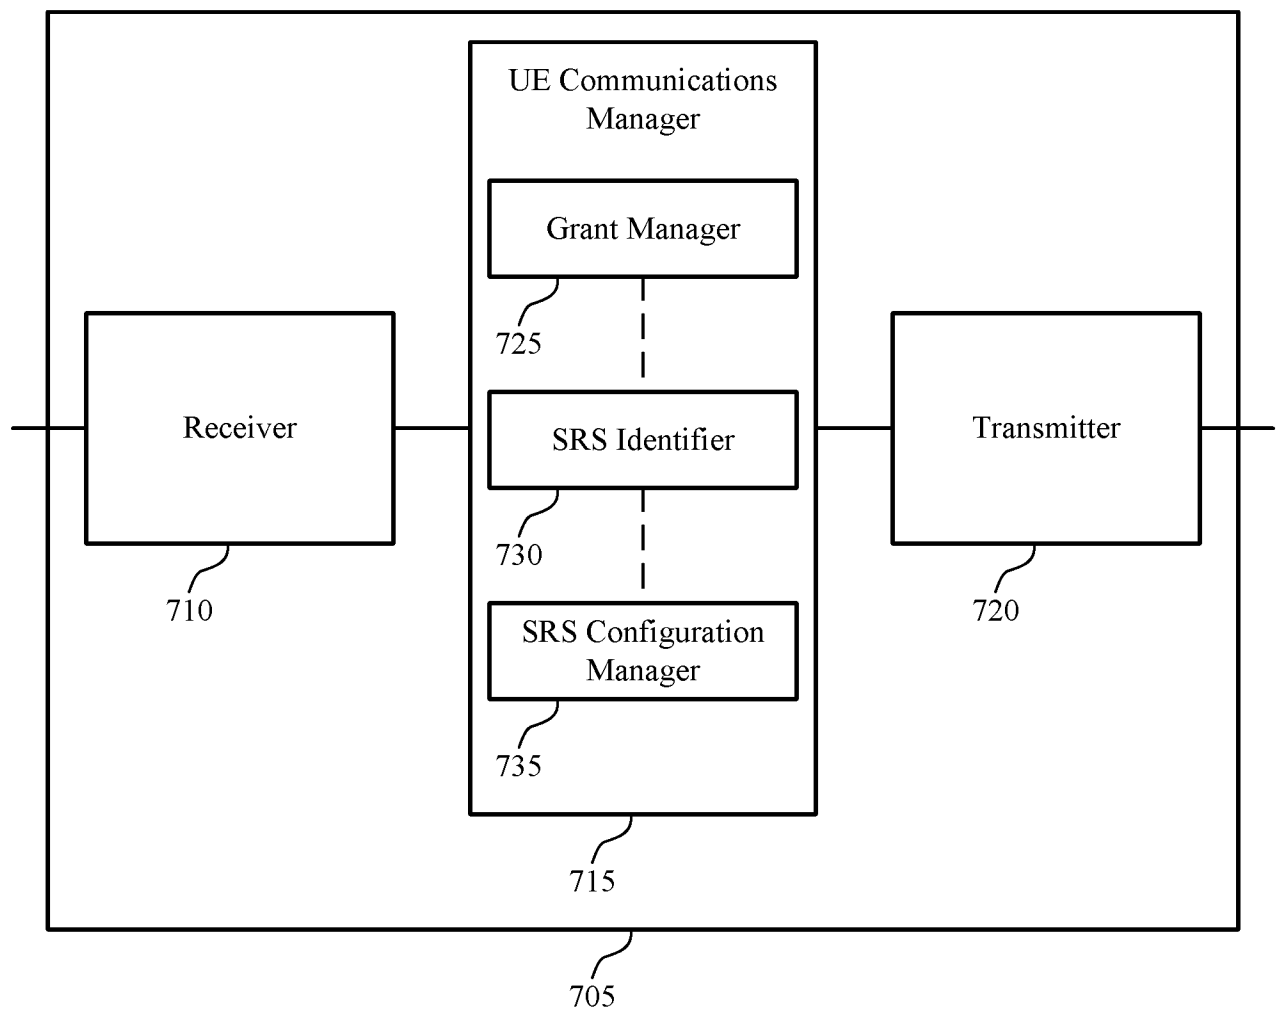 UE Communications
Manager
Grant Manager
725
Receiver
SRS Identifier
Transmitter
730
710
720
SRS Configuration
Manager
735
715
705